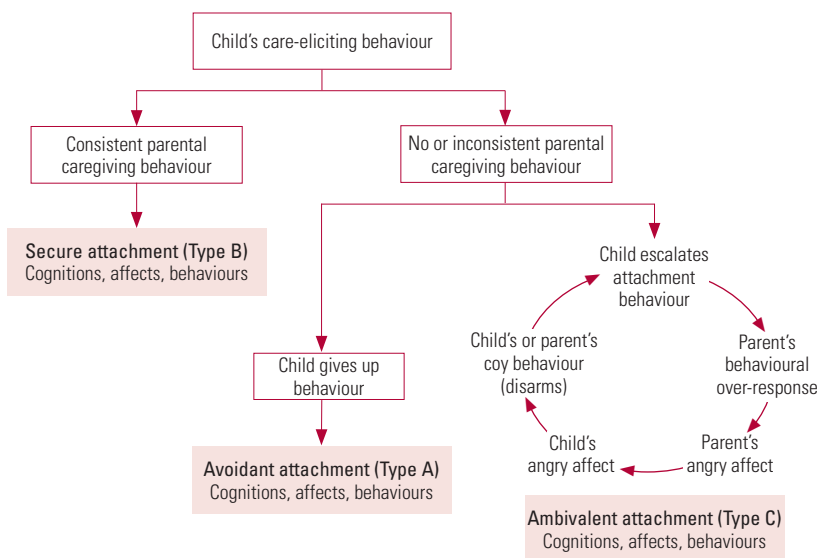 Child's care-eliciting behaviour
Consistent parental
caregiving behaviour
No or inconsistent parental
caregiving behaviour
Secure attachment (Type B)
Cognitions, affects, behaviours
Child escalates
attachment
behaviour
Parent's
behavioural
over-response
Parent's
angry affect
Child's
angry affect
Child's or parent's
coy behaviour
(disarms)
Child gives up
behaviour
Avoidant attachment (Type A)
Cognitions, affects, behaviours
Ambivalent attachment (Type C)
Cognitions, affects, behaviours